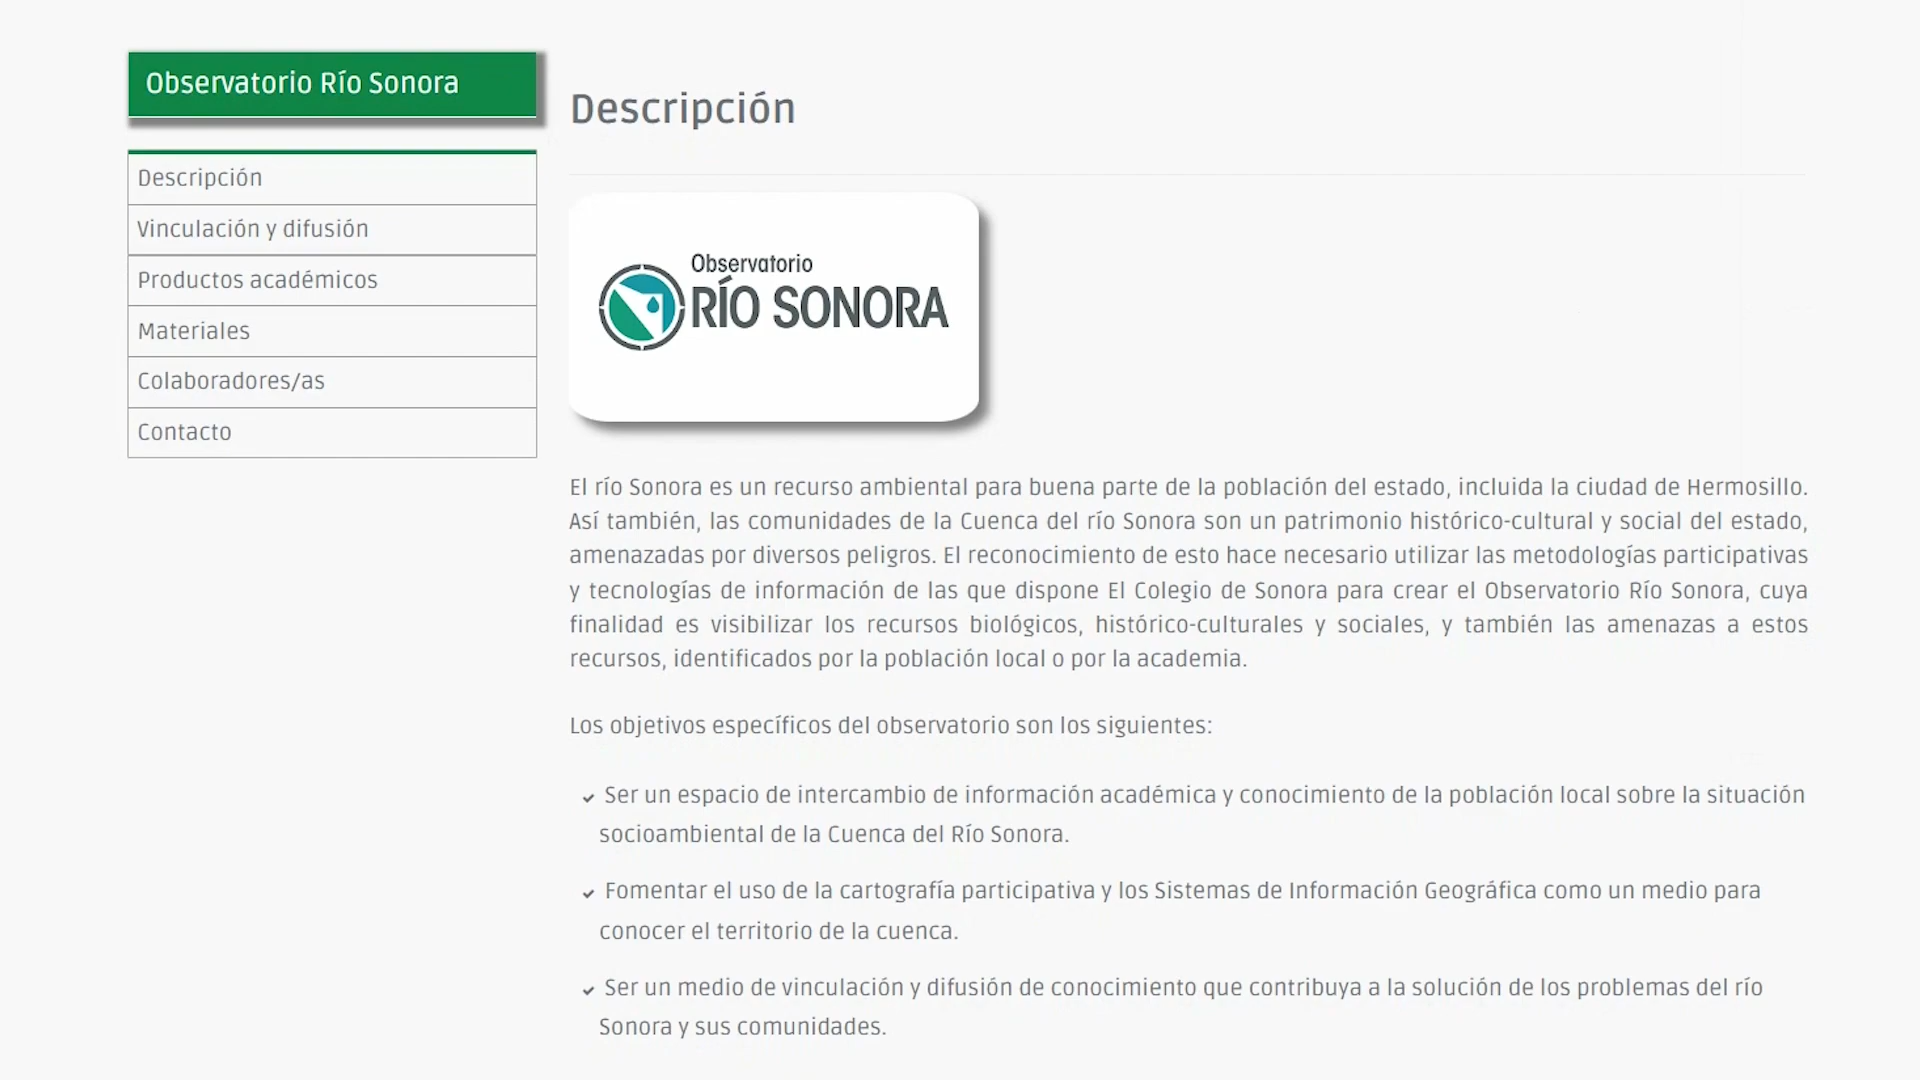 Observatorio Río Sonora
Descripción
Vinculación y difusión
Productos académicos
Materiales
Colaboradores/as
Contacto
Descripción
Observatorio
RÍO SONORA
El río Sonora es un recurso ambiental para buena parte de la población del estado, incluida la ciudad de Hermosillo.
Así también, las comunidades de la Cuenca del río Sonora son un patrimonio histórico-cultural y social del estado,
amenazadas por diversos peligros. El reconocimiento de esto hace necesario utilizar las metodologías participativas
y tecnologías de información de las que dispone El Colegio de Sonora para crear el Observatorio Río Sonora, cuya
finalidad es visibilizar los recursos biológicos, histórico-culturales y sociales, y también las amenazas a estos
recursos, identificados por la población local o por la academia.
Los objetivos específicos del observatorio son los siguientes:
Ser un espacio de intercambio de información académica y conocimiento de la población local sobre la situación
socioambiental de la Cuenca del Río Sonora.
Fomentar el uso de la cartografía participativa y los Sistemas de Información Geográfica como un medio para
conocer el territorio de la cuenca.
Ser un medio de vinculación y difusión de conocimiento que contribuya a la solución de los problemas del río
Sonora y sus comunidades.